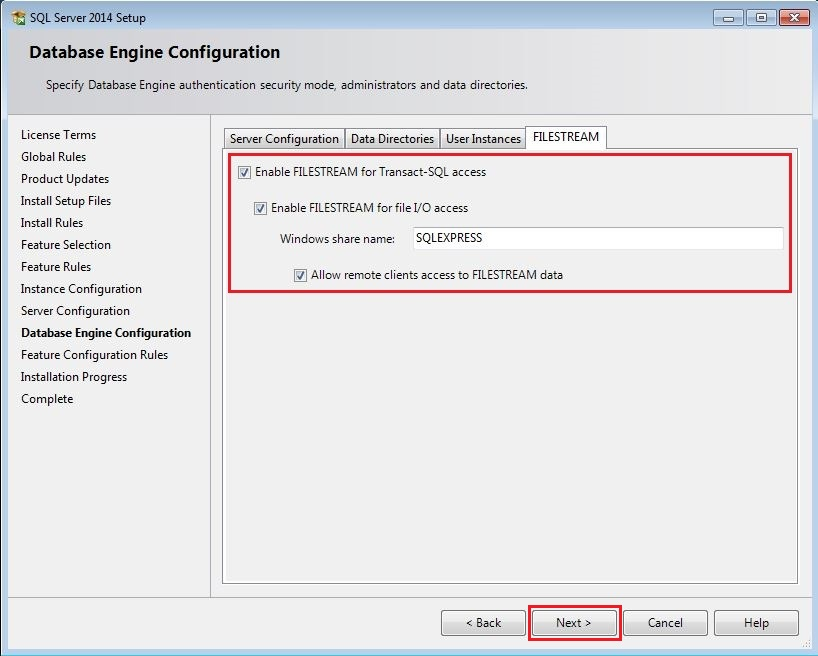 SQL Server 2014 Setup
Database Engine Configuration
Specify Database Engine authentication security mode, administrators and data directories.
License Terms
Global Rules
Product Updates
Install Setup Files
Install Rules
Feature Selection
Feature Rules
Instance Configuration
Server Configuration
Database Engine Configuration
Feature Configuration Rules
Installation Progress
Complete
Server Configuration Data Directories User Instances FILESTREAM
Enable FILESTREAM for Transact-SQL access
Enable FILESTREAM for file I/O access
Windows share name: SQLEXPRESS
Allow remote clients access to FILESTREAM data
< Back Next > Cancel Help